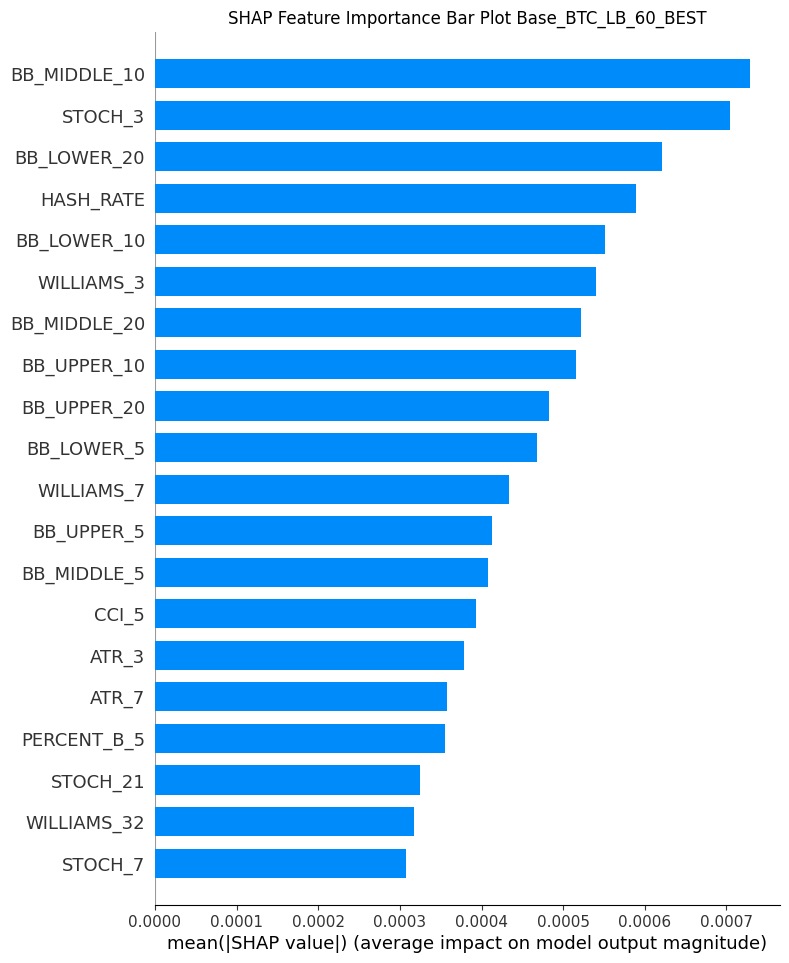 SHAP Feature Importance Bar Plot Base_BTC_LB_60_BEST
BB_MIDDLE_10
STOCH_3
BB_LOWER_20
HASH_RATE
BB_LOWER_10
WILLIAMS_3
BB_MIDDLE_20
BB_UPPER_10
BB_UPPER_20
BB_LOWER_5
WILLIAMS_7
BB_UPPER_5
BB_MIDDLE_5
CCI_5
ATR_3
ATR_7
PERCENT_B_5
STOCH_21
WILLIAMS_32
STOCH_7
0.0000 0.0001 0.0002 0.0003 0.0004 0.0005 0.0006 0.0007
mean(|SHAP value|) (average impact on model output magnitude)